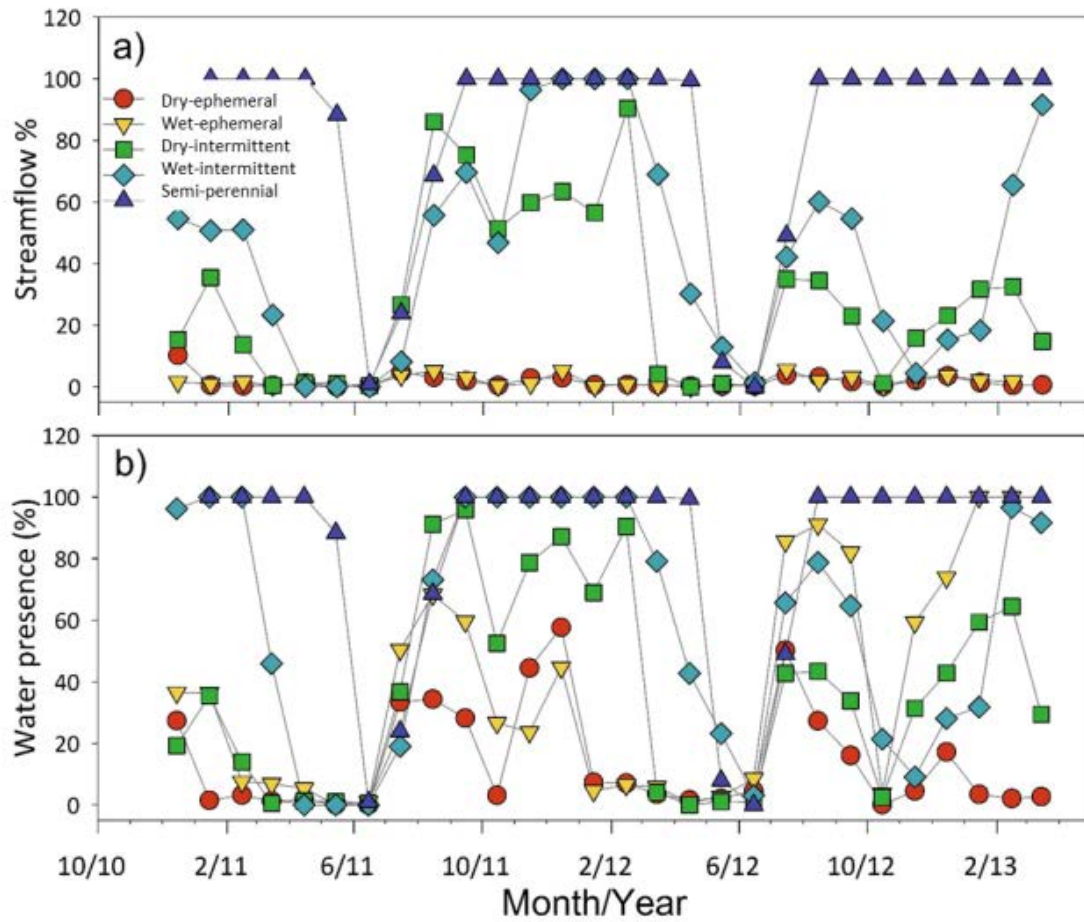 120
a)
100
80
60
40
20
0
Streamflow %
Dry-ephemeral
Wet-ephemeral
Dry-intermittent
Wet-intermittent
Semi-perennial
120
b)
100
80
60
40
20
0
Water presence (%)
10/10 2/11 6/11 10/11 2/12 6/12 10/12 2/13
Month/Year